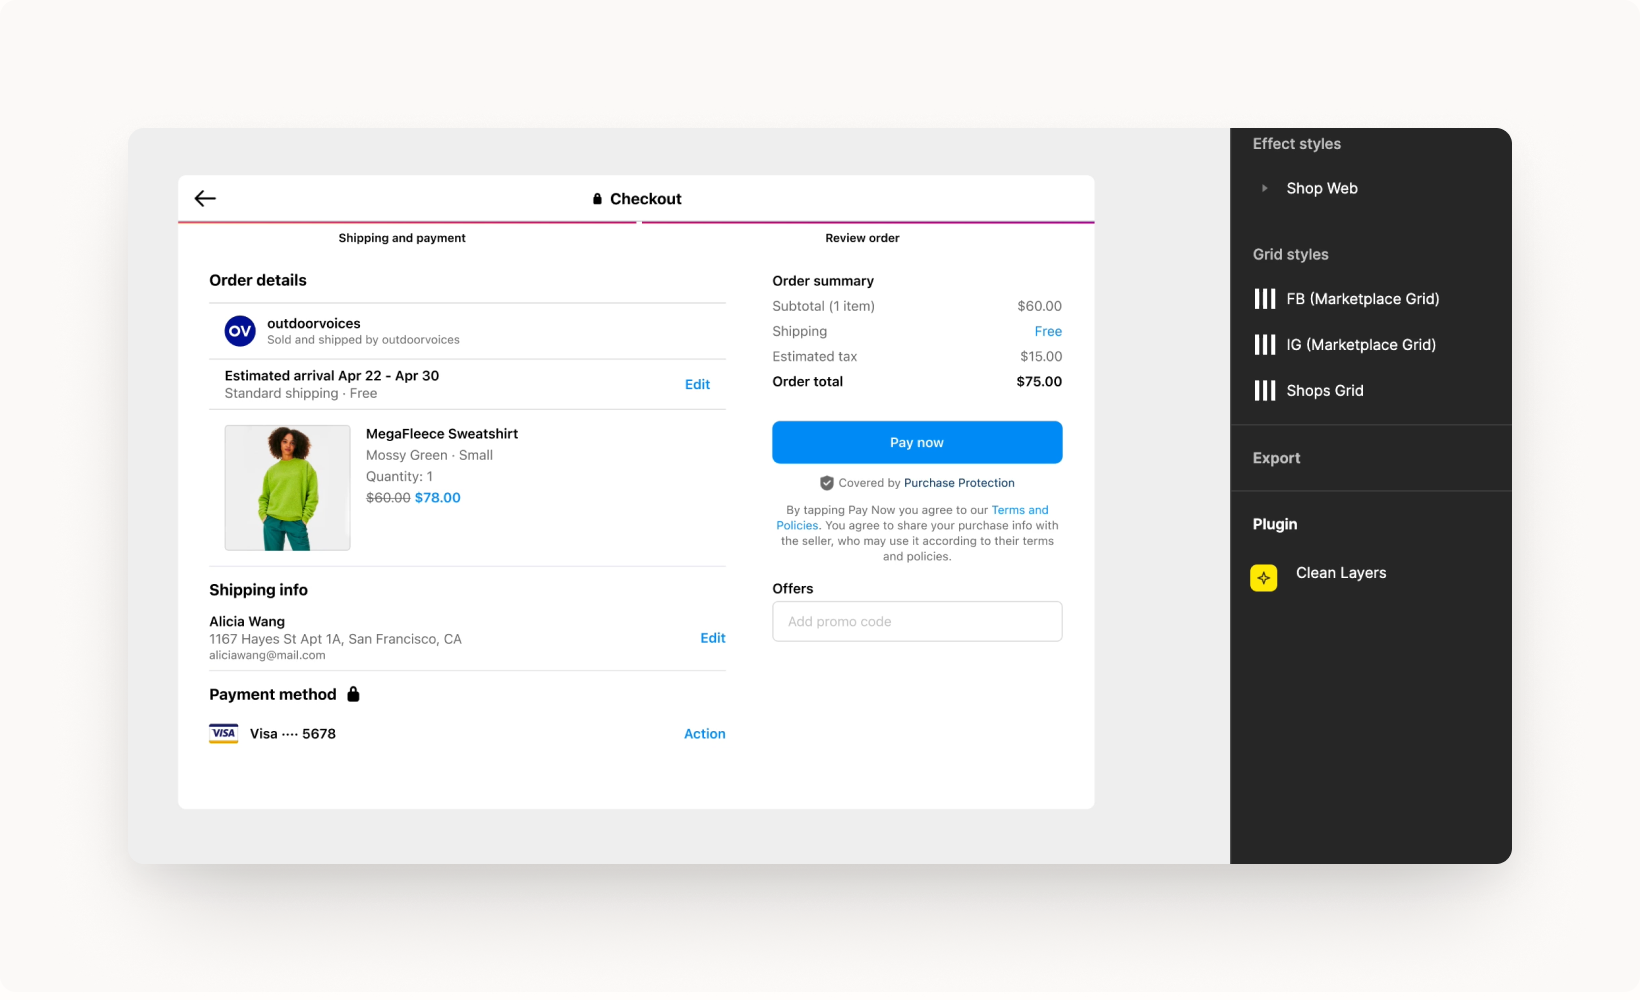 Checkout
Shipping and payment
Review order
Order details
OV
outdoorvoices
Sold and shipped by outdoorvoices
Estimated arrival Apr 22 - Apr 30
Standard shipping · Free
Edit
MegaFleece Sweatshirt
Mossy Green · Small
Quantity: 1
$60.00 $78.00
Shipping info
Alicia Wang
1167 Hayes St Apt 1A, San Francisco, CA
aliciawang@mail.com
Edit
Payment method
VISA
Visa ···· 5678
Action
Order summary
Subtotal (1 item) $60.00
Shipping Free
Estimated tax $15.00
Order total $75.00
Pay now
Covered by Purchase Protection
By tapping Pay Now you agree to our Terms and
Policies. You agree to share your purchase info with
the seller, who may use it according to their terms
and policies.
Offers
Add promo code
Effect styles
Shop Web
Grid styles
FB (Marketplace Grid)
IG (Marketplace Grid)
Shops Grid
Export
Plugin
Clean Layers